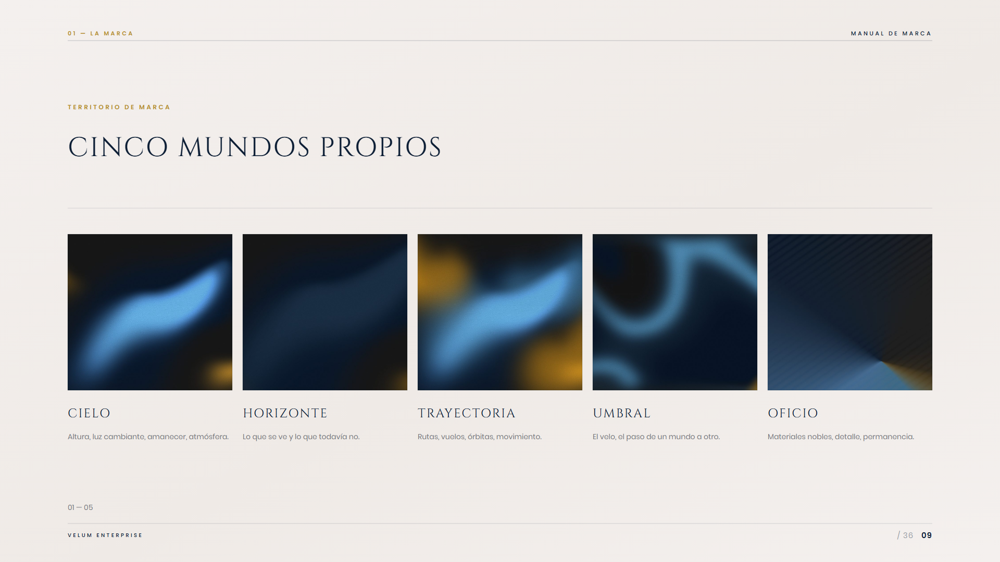 01 — LA MARCA
MANUAL DE MARCA
TERRITORIO DE MARCA
CINCO MUNDOS PROPIOS
CIELO
Altura, luz cambiante, amanecer, atmósfera.
HORIZONTE
Lo que se ve y lo que todavía no.
TRAYECTORIA
Rutas, vuelos, órbitas, movimiento.
UMBRAL
El velo, el paso de un mundo a otro.
OFICIO
Materiales nobles, detalle, permanencia.
01 — 05
VELUM ENTERPRISE
/ 36 09